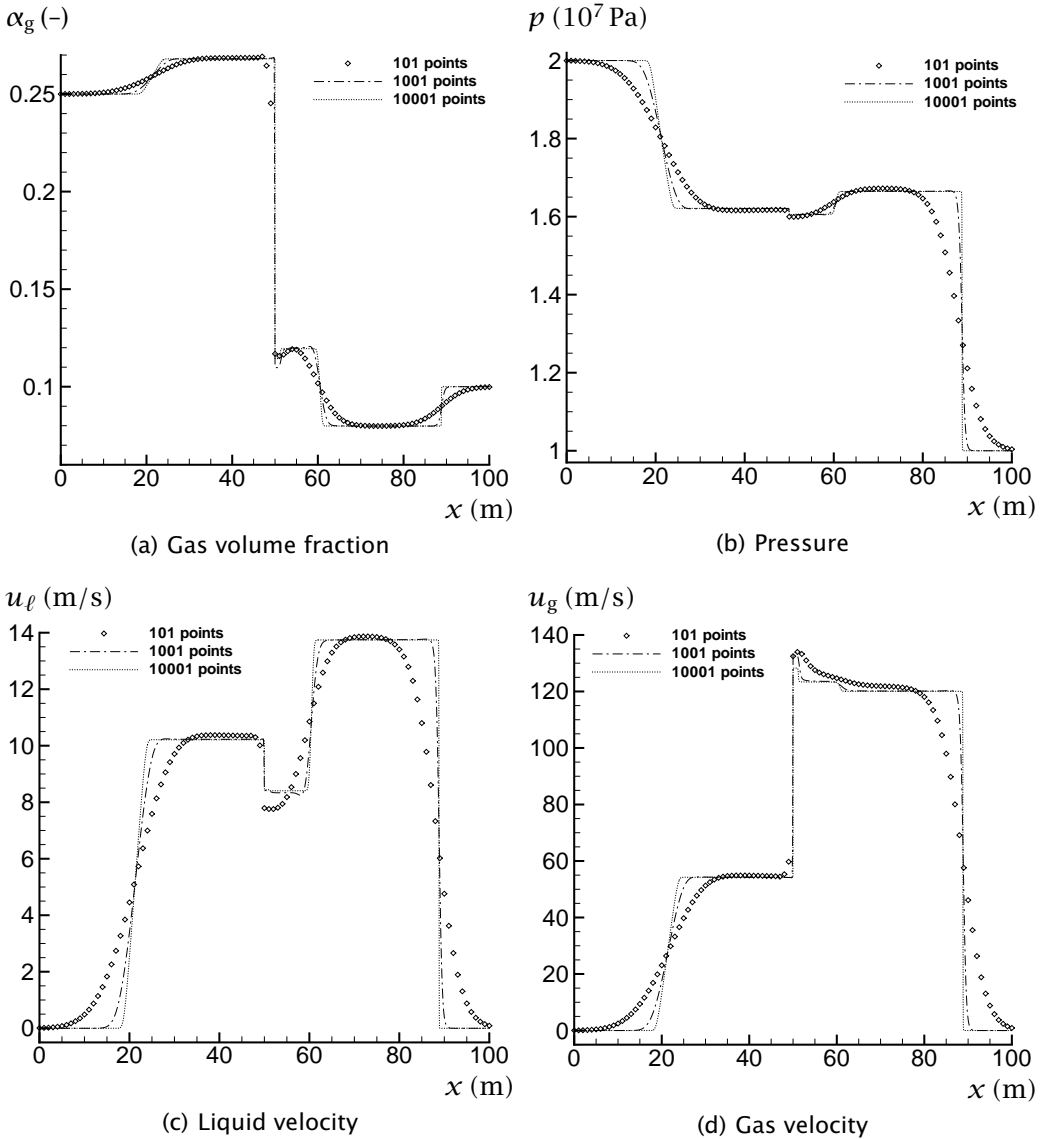 αg (–)
101 points
1001 points
10001 points
0.25
0.2
0.15
0.1
0 20 40 60 80 100
x (m)
(a) Gas volume fraction
p (10⁷ Pa)
101 points
1001 points
10001 points
2
1.8
1.6
1.4
1.2
1
0 20 40 60 80 100
x (m)
(b) Pressure
uℓ (m/s)
101 points
1001 points
10001 points
14
12
10
8
6
4
2
0
0 20 40 60 80 100
x (m)
(c) Liquid velocity
ug (m/s)
101 points
1001 points
10001 points
140
120
100
80
60
40
20
0
0 20 40 60 80 100
x (m)
(d) Gas velocity